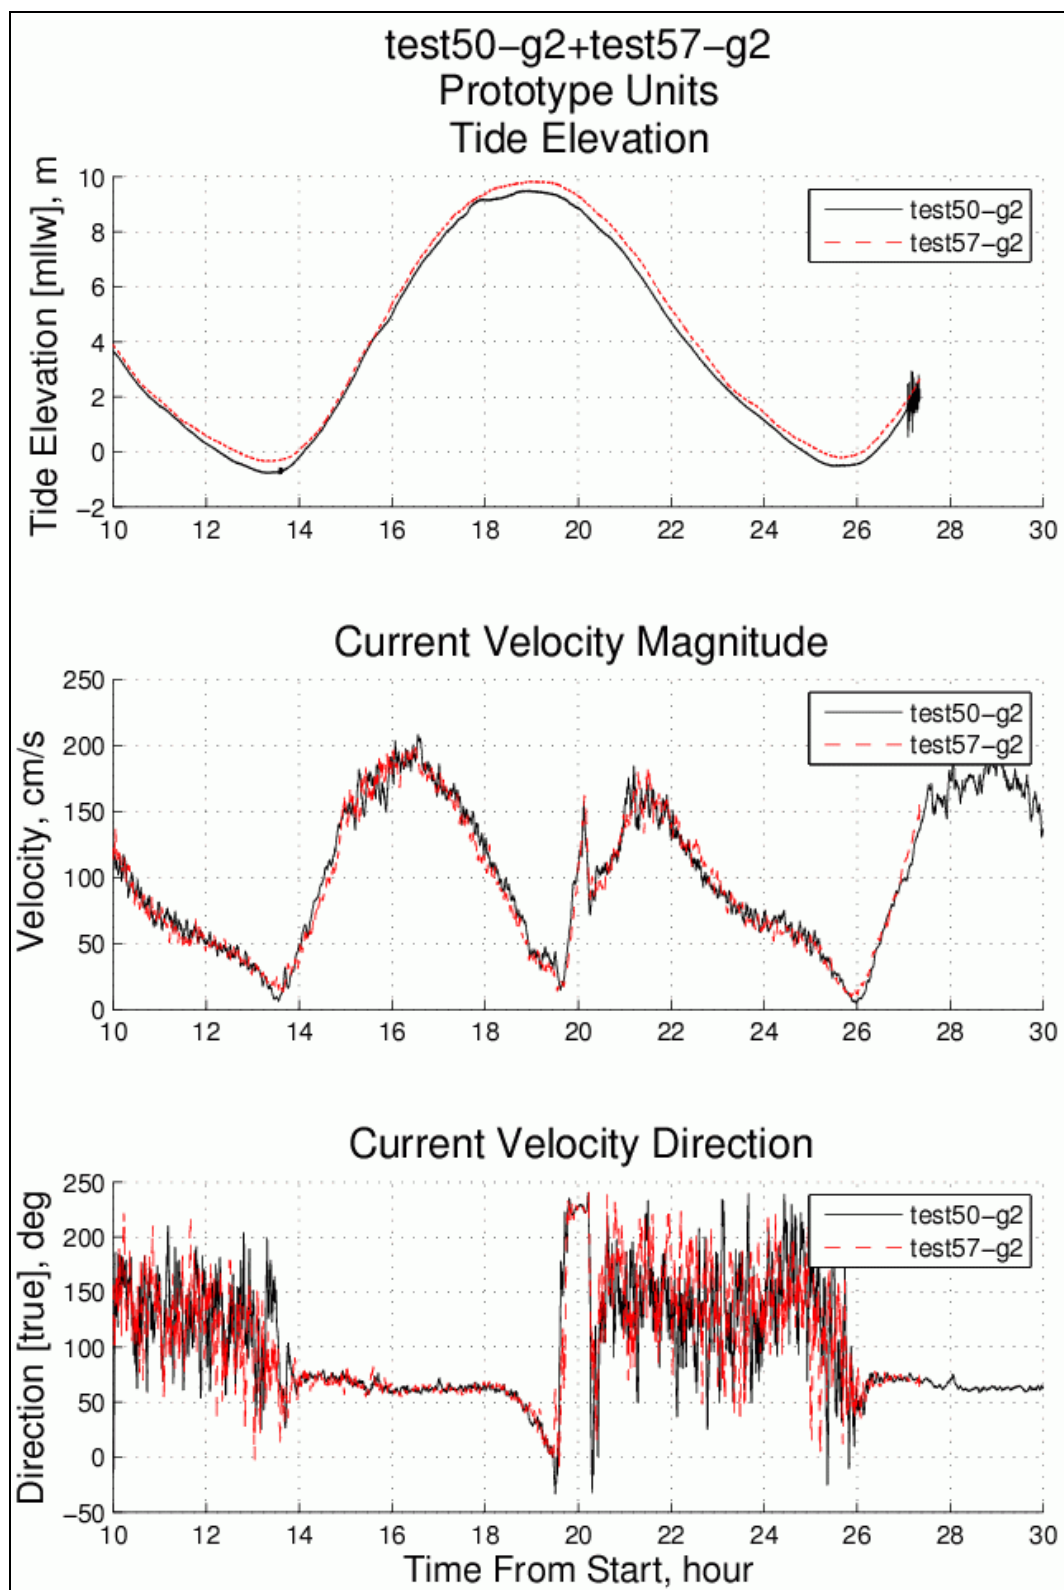 test50-g2+test57-g2
Prototype Units
Tide Elevation
Tide Elevation [mllw], m
10
8
6
4
2
0
-2
test50-g2
test57-g2
10 12 14 16 18 20 22 24 26 28 30
Current Velocity Magnitude
Velocity, cm/s
250
200
150
100
50
0
test50-g2
test57-g2
10 12 14 16 18 20 22 24 26 28 30
Current Velocity Direction
Direction [true], deg
250
200
150
100
50
0
-50
test50-g2
test57-g2
10 12 14 16 18 20 22 24 26 28 30
Time From Start, hour